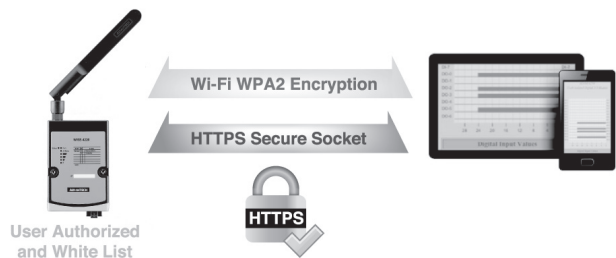 Wi-Fi WPA2 Encryption
HTTPS Secure Socket
Digital Input Values
HTTPS
User Authorized
and White List